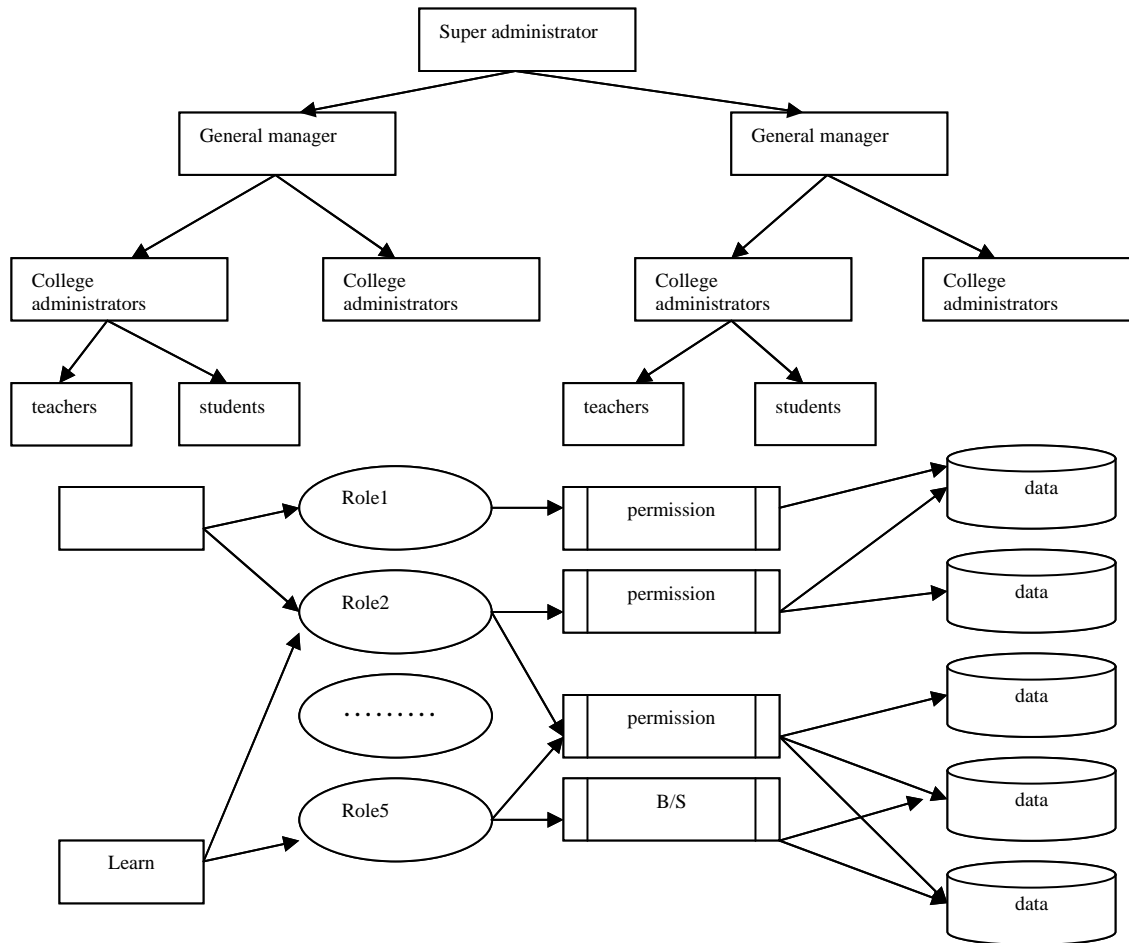 Super administrator
General manager
General manager
College
administrators
College
administrators
College
administrators
College
administrators
teachers
students
teachers
students
Role1
permission
data
Role2
permission
data
.........
permission
data
Role5
B/S
data
Learn
data